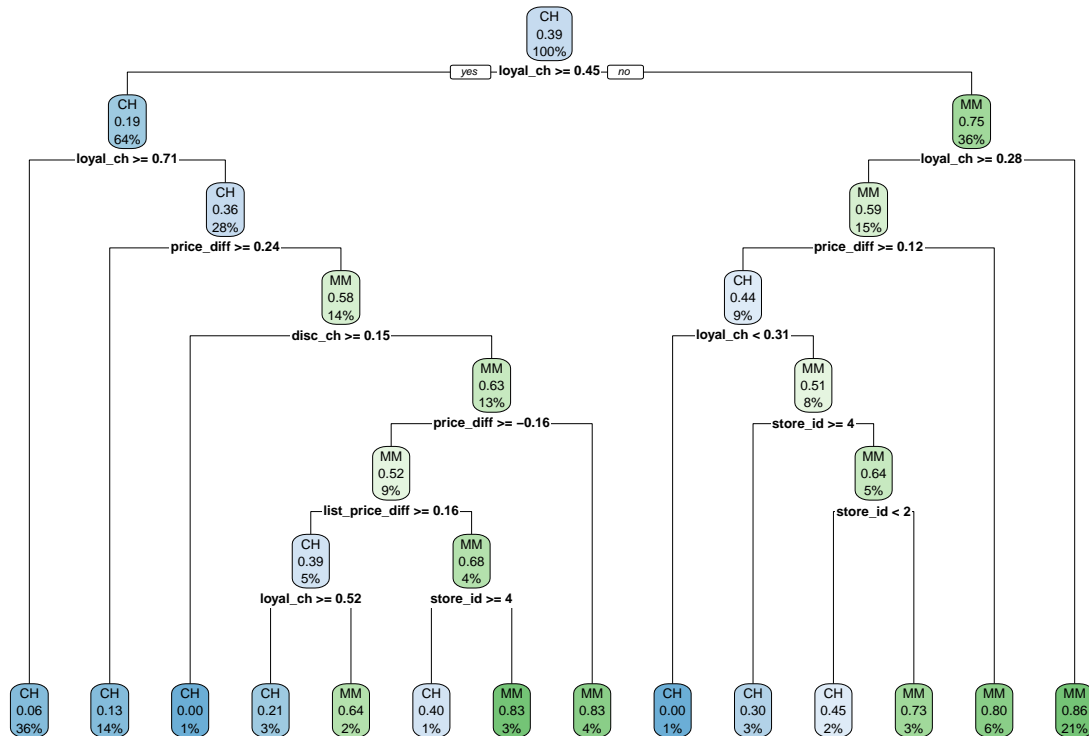 CH
0.39
100%
yes
loyal_ch >= 0.45
no
CH
0.19
64%
MM
0.75
36%
loyal_ch >= 0.71
loyal_ch >= 0.28
CH
0.36
28%
MM
0.59
15%
price_diff >= 0.24
price_diff >= 0.12
MM
0.58
14%
CH
0.44
9%
disc_ch >= 0.15
loyal_ch < 0.31
MM
0.63
13%
MM
0.51
8%
price_diff >= −0.16
store_id >= 4
MM
0.52
9%
MM
0.64
5%
list_price_diff >= 0.16
store_id < 2
CH
0.39
5%
MM
0.68
4%
loyal_ch >= 0.52
store_id >= 4
CH
0.06
36%
CH
0.13
14%
CH
0.00
1%
CH
0.21
3%
MM
0.64
2%
CH
0.40
1%
MM
0.83
3%
MM
0.83
4%
CH
0.00
1%
CH
0.30
3%
CH
0.45
2%
MM
0.73
3%
MM
0.80
6%
MM
0.86
21%